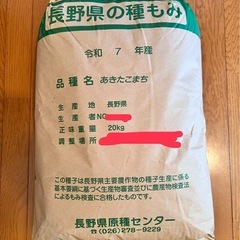 長野県の種もみ
令和 7 年産
品種名 あきたこまち
生産地 長野県
生産者 NO
正味重量 20kg
調製場所
この種子は長野県主要農作物の種子生産に係る
基本要綱に基づく生産物審査並びに農産物検査法
によるもみ検査に合格したものです。
長野県原種センター
☎(026)278-9229